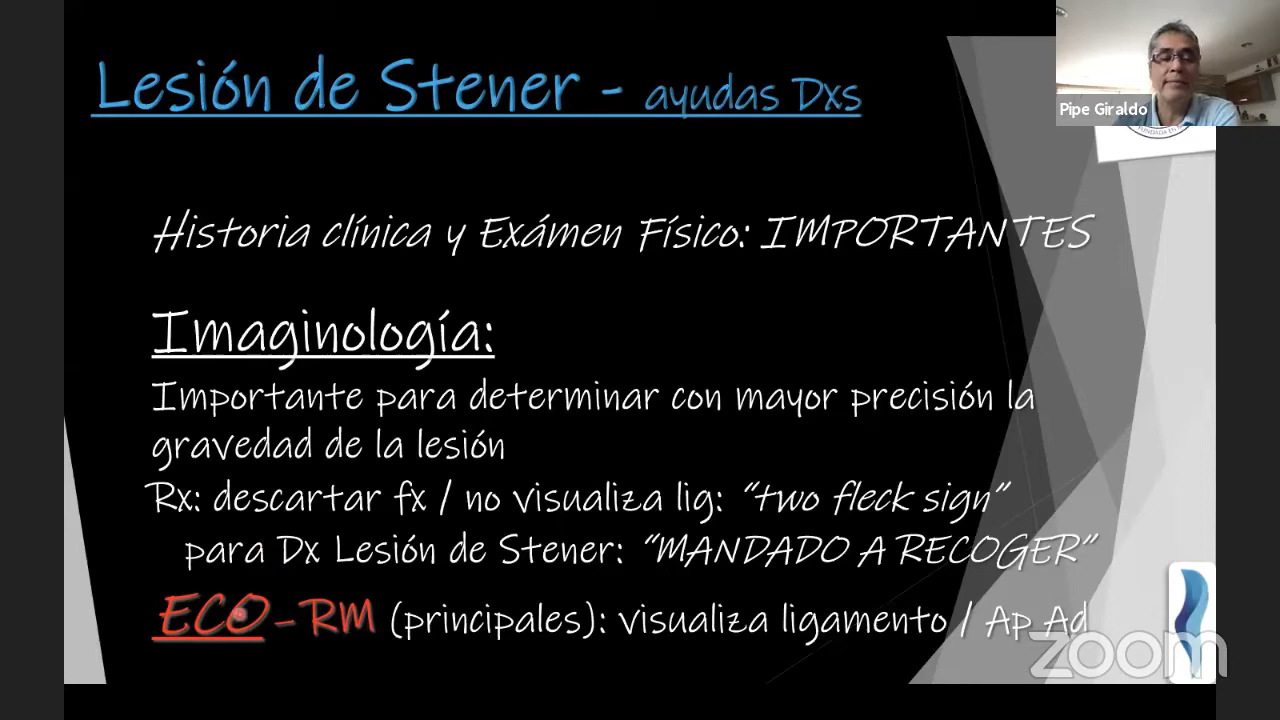 Lesión de Stener - ayudas Dxs
Pipe Giraldo
Historia clínica y Exámen Físico: IMPORTANTES
Imaginología:
Importante para determinar con mayor precisión la
gravedad de la lesión
Rx: descartar fx / no visualiza lig: “two fleck sign”
para Dx Lesión de Stener: “MANDADO A RECOGER”
ECO - RM (principales): visualiza ligamento / Ap Ad
zoom